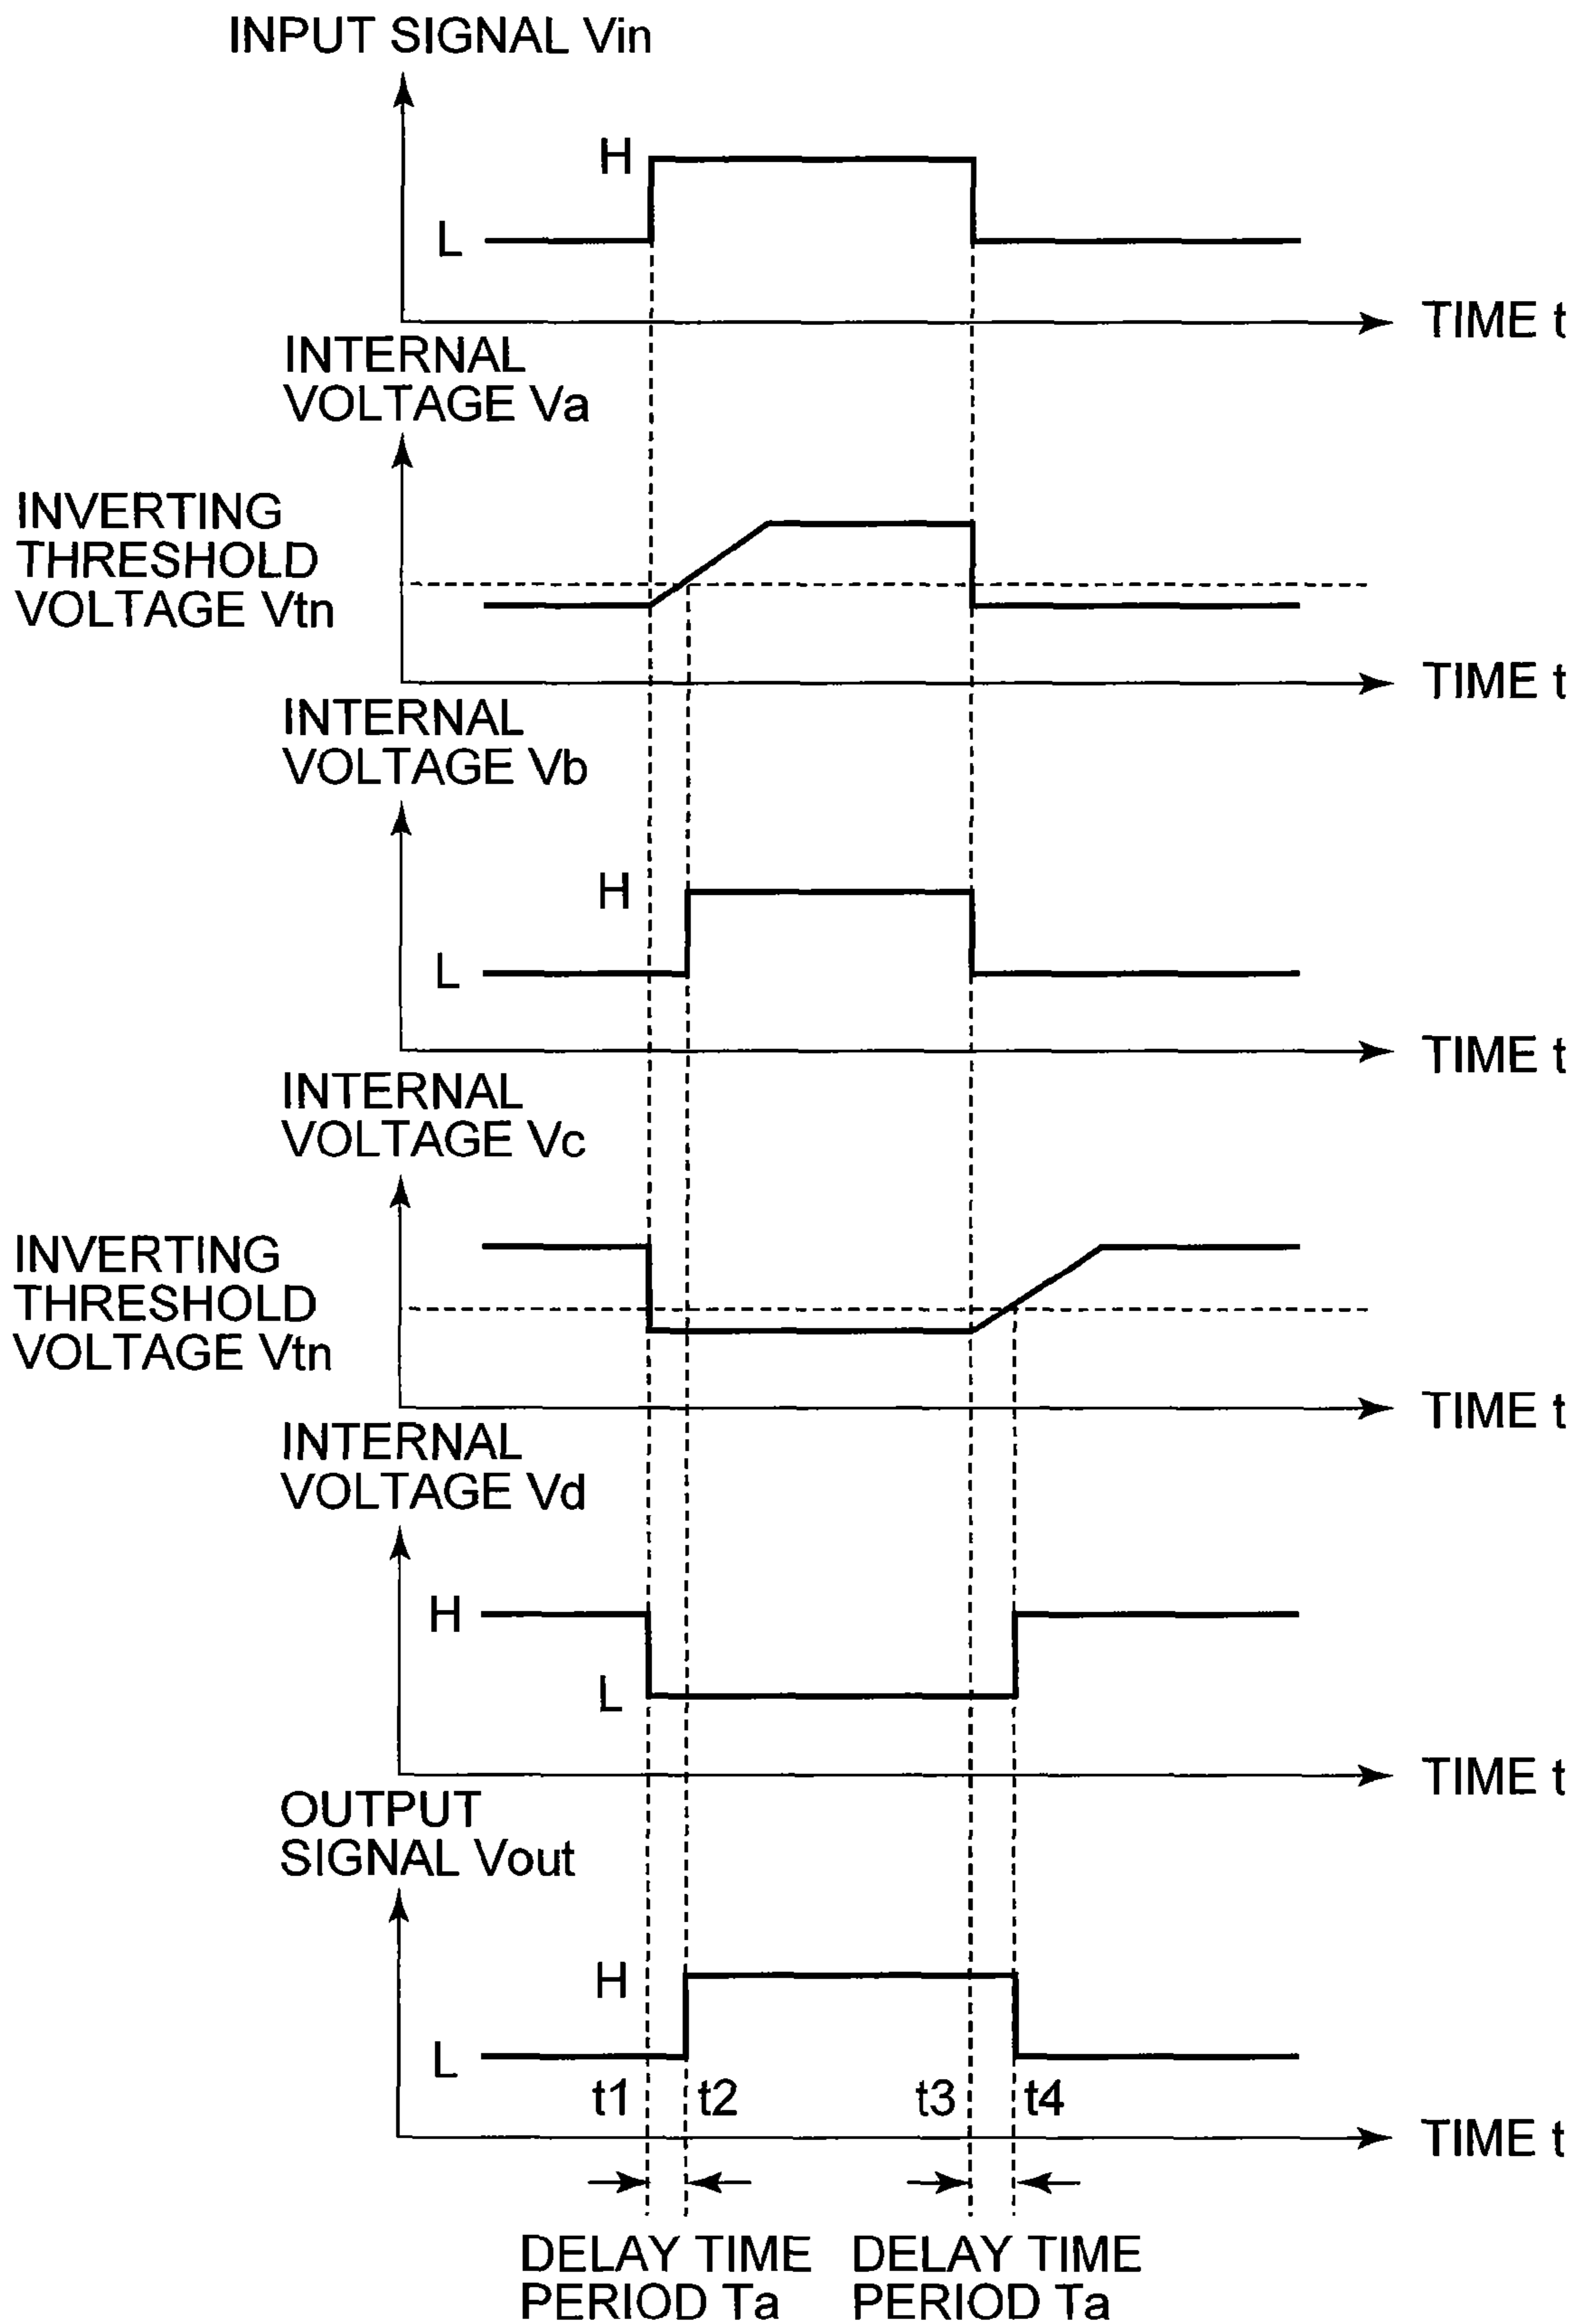 INPUT SIGNAL Vin
H
L
TIME t
INTERNAL
VOLTAGE Va
INVERTING
THRESHOLD
VOLTAGE Vtn
TIME t
INTERNAL
VOLTAGE Vb
H
L
TIME t
INTERNAL
VOLTAGE Vc
INVERTING
THRESHOLD
VOLTAGE Vtn
TIME t
INTERNAL
VOLTAGE Vd
H
L
TIME t
OUTPUT
SIGNAL Vout
H
L
t1 t2 t3 t4
TIME t
DELAY TIME
PERIOD Ta
DELAY TIME
PERIOD Ta